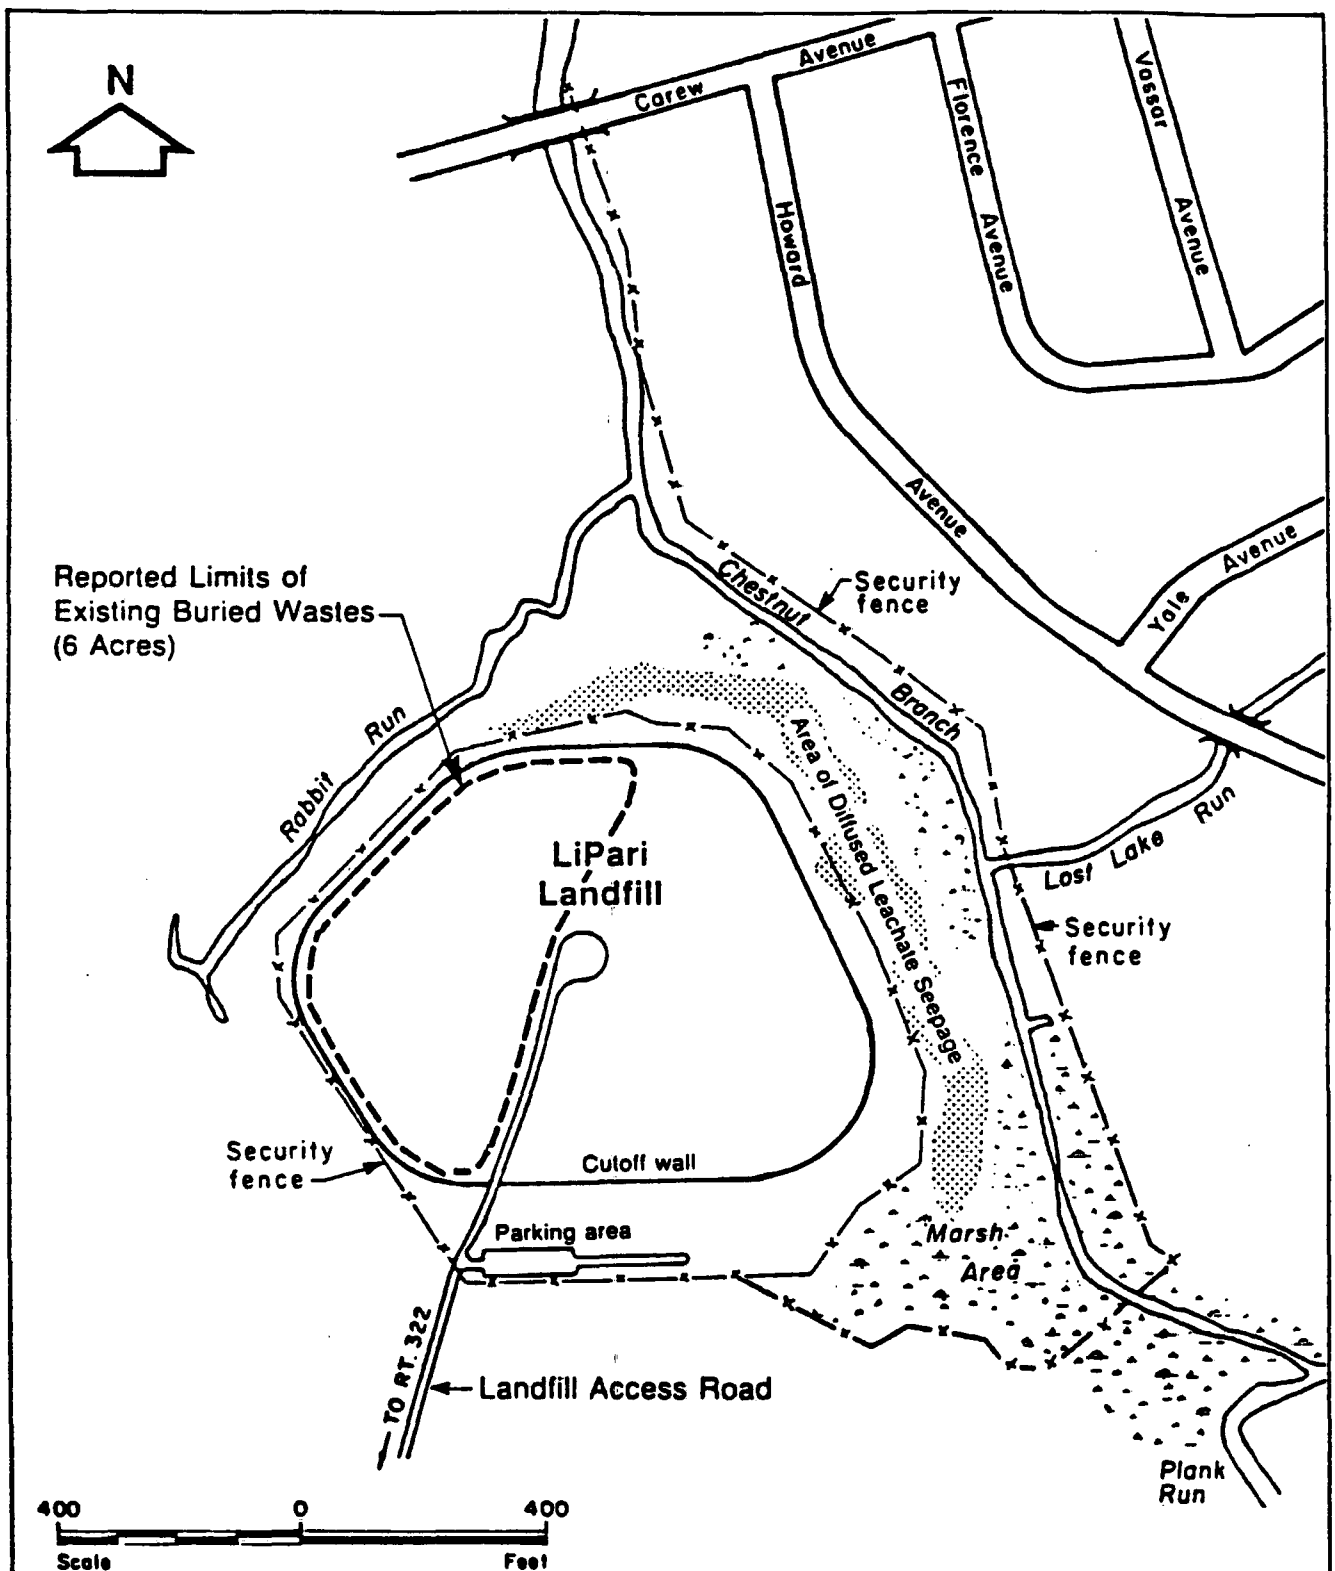 N
Carew Avenue
Florence Avenue
Vassar Avenue
Howard Avenue
Yale Avenue
Reported Limits of
Existing Buried Wastes
(6 Acres)
Chestnut Branch
Security
fence
Rabbit Run
Area of Diffused Leachate Seepage
LiPari
Landfill
Lost Lake Run
Security
fence
Security
fence
Cutoff wall
Parking area
Marsh
Area
TO RT. 322
Landfill Access Road
Plank
Run
400 0 400
Scale Feet